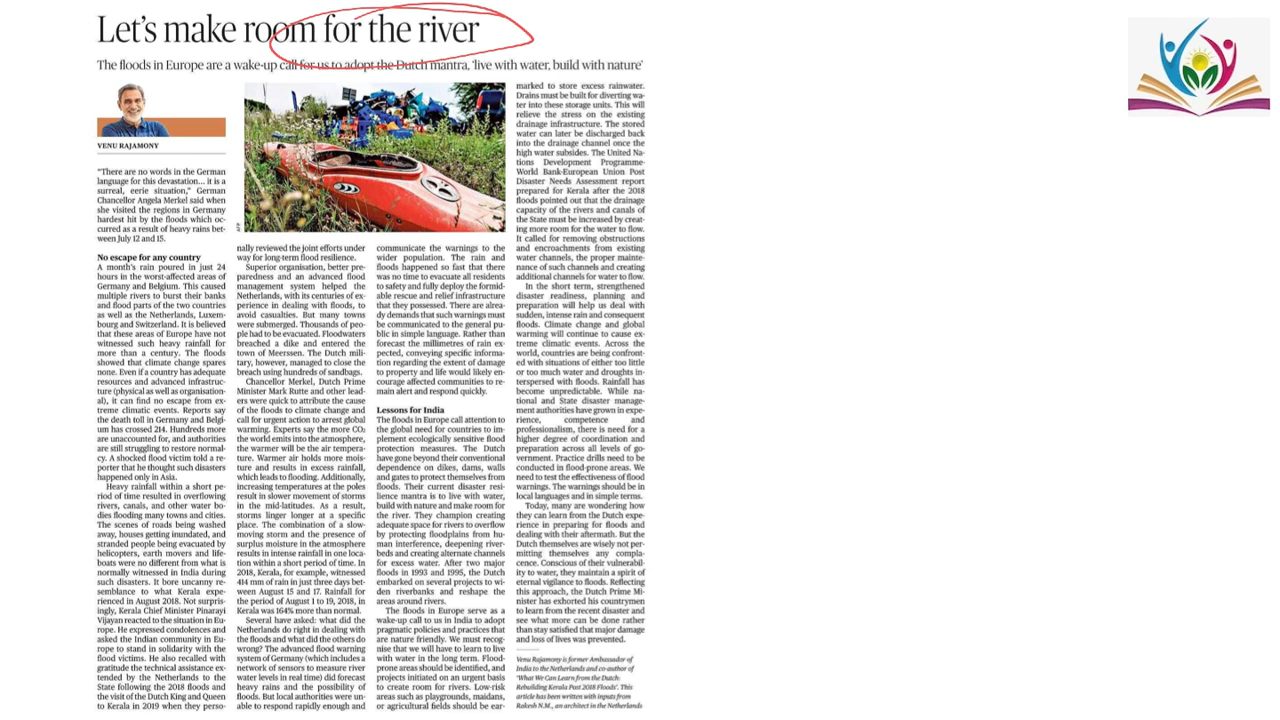 Let's make room for the river
The floods in Europe are a wake-up call for us to adopt the Dutch mantra, 'live with water, build with nature'
VENU RAJAMONY
"There are no words in the German
language for this devastation... it is a
surreal, eerie situation," German
Chancellor Angela Merkel said when
she visited the regions in Germany
hardest hit by the floods which oc-
curred as a result of heavy rains bet-
ween July 12 and 15.
No escape for any country
A month's rain poured in just 24
hours in the worst-affected areas of
Germany and Belgium. This caused
multiple rivers to burst their banks
and flood parts of the two countries
as well as the Netherlands, Luxem-
bourg and Switzerland. It is believed
that these areas of Europe have not
witnessed such heavy rainfall for
more than a century. The floods
showed that climate change spares
none. Even if a country has adequate
resources and advanced infrastruc-
ture (physical as well as organisation-
al), it can find no escape from ex-
treme climatic events. Reports say
the death toll in Germany and Belgi-
um has crossed 214. Hundreds more
are unaccounted for, and authorities
are still struggling to restore normal-
cy. A shocked flood victim told a re-
porter that he thought such disasters
happened only in Asia.
Heavy rainfall within a short pe-
riod of time resulted in overflowing
rivers, canals, and other water bo-
dies flooding many towns and cities.
The scenes of roads being washed
away, houses getting inundated, and
stranded people being evacuated by
helicopters, earth movers and life-
boats were no different from what is
normally witnessed in India during
such disasters. It bore uncanny re-
semblance to what Kerala expe-
rienced in August 2018. Not surpris-
ingly, Kerala Chief Minister Pinarayi
Vijayan reacted to the situation in Eu-
rope. He expressed condolences and
asked the Indian community in Eu-
rope to stand in solidarity with the
flood victims. He also recalled with
gratitude the technical assistance ex-
tended by the Netherlands to the
State following the 2018 floods and
the visit of the Dutch King and Queen
to Kerala in 2019 when they perso-
AFP
nally reviewed the joint efforts under
way for long-term flood resilience.
Superior organisation, better pre-
paredness and an advanced flood
management system helped the
Netherlands, with its centuries of ex-
perience in dealing with floods, to
avoid casualties. But many towns
were submerged. Thousands of peo-
ple had to be evacuated. Floodwaters
breached a dike and entered the
town of Meerssen. The Dutch mili-
tary, however, managed to close the
breach using hundreds of sandbags.
Chancellor Merkel, Dutch Prime
Minister Mark Rutte and other lead-
ers were quick to attribute the cause
of the floods to climate change and
call for urgent action to arrest global
warming. Experts say the more CO₂
the world emits into the atmosphere,
the warmer will be the air tempera-
ture. Warmer air holds more mois-
ture and results in excess rainfall,
which leads to flooding. Additionally,
increasing temperatures at the poles
result in slower movement of storms
in the mid-latitudes. As a result,
storms linger longer at a specific
place. The combination of a slow-
moving storm and the presence of
surplus moisture in the atmosphere
results in intense rainfall in one loca-
tion within a short period of time. In
2018, Kerala, for example, witnessed
414 mm of rain in just three days bet-
ween August 15 and 17. Rainfall for
the period of August 1 to 19, 2018, in
Kerala was 164% more than normal.
Several have asked: what did the
Netherlands do right in dealing with
the floods and what did the others do
wrong? The advanced flood warning
system of Germany (which includes a
network of sensors to measure river
water levels in real time) did forecast
heavy rains and the possibility of
floods. But local authorities were un-
able to respond rapidly enough and
communicate the warnings to the
wider population. The rain and
floods happened so fast that there
was no time to evacuate all residents
to safety and fully deploy the formid-
able rescue and relief infrastructure
that they possessed. There are alrea-
dy demands that such warnings must
be communicated to the general pu-
blic in simple language. Rather than
forecast the millimetres of rain ex-
pected, conveying specific informa-
tion regarding the extent of damage
to property and life would likely en-
courage affected communities to re-
main alert and respond quickly.
Lessons for India
The floods in Europe call attention to
the global need for countries to im-
plement ecologically sensitive flood
protection measures. The Dutch
have gone beyond their conventional
dependence on dikes, dams, walls
and gates to protect themselves from
floods. Their current disaster resi-
lience mantra is to live with water,
build with nature and make room for
the river. They champion creating
adequate space for rivers to overflow
by protecting floodplains from hu-
man interference, deepening river-
beds and creating alternate channels
for excess water. After two major
floods in 1993 and 1995, the Dutch
embarked on several projects to wi-
den riverbanks and reshape the
areas around rivers.
The floods in Europe serve as a
wake-up call to us in India to adopt
pragmatic policies and practices that
are nature friendly. We must recog-
nise that we will have to learn to live
with water in the long term. Flood-
prone areas should be identified, and
projects initiated on an urgent basis
to create room for rivers. Low-risk
areas such as playgrounds, maidans,
or agricultural fields should be ear-
marked to store excess rainwater.
Drains must be built for diverting wa-
ter into these storage units. This will
relieve the stress on the existing
drainage infrastructure. The stored
water can later be discharged back
into the drainage channel once the
high water subsides. The United Na-
tions Development Programme-
World Bank-European Union Post
Disaster Needs Assessment report
prepared for Kerala after the 2018
floods pointed out that the drainage
capacity of the rivers and canals of
the State must be increased by creat-
ing more room for the water to flow.
It called for removing obstructions
and encroachments from existing
water channels, the proper mainte-
nance of such channels and creating
additional channels for water to flow.
In the short term, strengthened
disaster readiness, planning and
preparation will help us deal with
sudden, intense rain and consequent
floods. Climate change and global
warming will continue to cause ex-
treme climatic events. Across the
world, countries are being confront-
ed with situations of either too little
or too much water and droughts in-
terspersed with floods. Rainfall has
become unpredictable. While na-
tional and State disaster manage-
ment authorities have grown in expe-
rience, competence and
professionalism, there is need for a
higher degree of coordination and
preparation across all levels of go-
vernment. Practice drills need to be
conducted in flood-prone areas. We
need to test the effectiveness of flood
warnings. The warnings should be in
local languages and in simple terms.
Today, many are wondering how
they can learn from the Dutch expe-
rience in preparing for floods and
dealing with their aftermath. But the
Dutch themselves are wisely not per-
mitting themselves any compla-
cence. Conscious of their vulnerabil-
ity to water, they maintain a spirit of
eternal vigilance to floods. Reflecting
this approach, the Dutch Prime Mi-
nister has exhorted his countrymen
to learn from the recent disaster and
see what more can be done rather
than stay satisfied that major damage
and loss of lives was prevented.
Venu Rajamony is former Ambassador of
India to the Netherlands and co-author of
'What We Can Learn from the Dutch:
Rebuilding Kerala Post 2018 Floods'. This
article has been written with inputs from
Rakesh N.M., an architect in the Netherlands